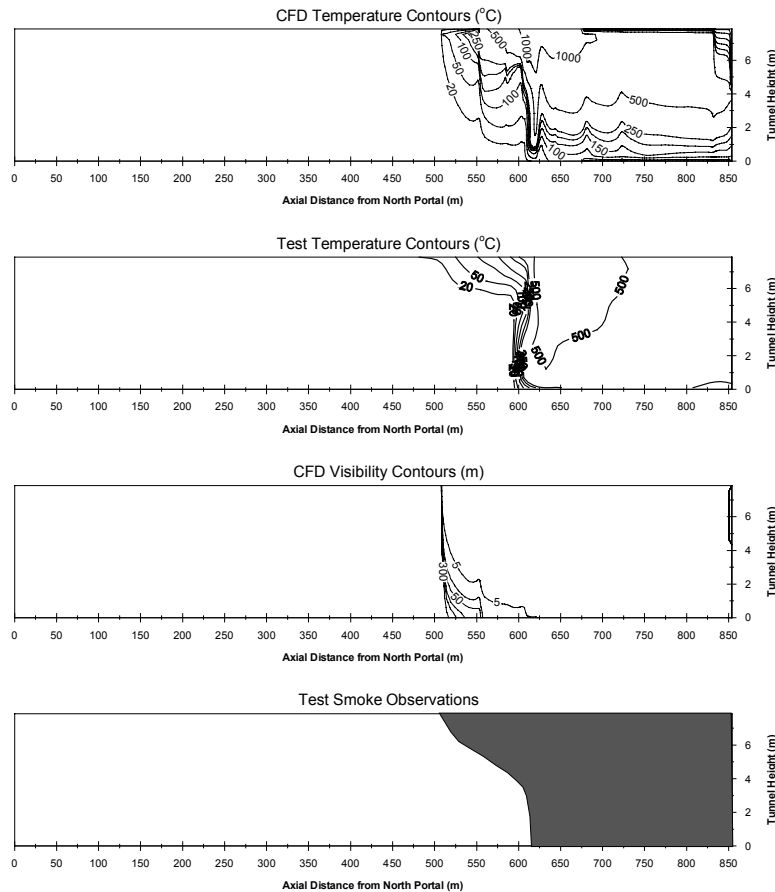 CFD Temperature Contours (°C)
20
50
100
250
500
1000
1000
100
500
250
150
100
6
4
2
0
Tunnel Height (m)
0 50 100 150 200 250 300 350 400 450 500 550 600 650 700 750 800 850
Axial Distance from North Portal (m)
Test Temperature Contours (°C)
20
50
20
500
500
500
500
6
4
2
0
Tunnel Height (m)
0 50 100 150 200 250 300 350 400 450 500 550 600 650 700 750 800 850
Axial Distance from North Portal (m)
CFD Visibility Contours (m)
300
5
50
5
6
4
2
0
Tunnel Height (m)
0 50 100 150 200 250 300 350 400 450 500 550 600 650 700 750 800 850
Axial Distance from North Portal (m)
Test Smoke Observations
6
4
2
0
Tunnel Height (m)
0 50 100 150 200 250 300 350 400 450 500 550 600 650 700 750 800 850
Axial Distance from North Portal (m)